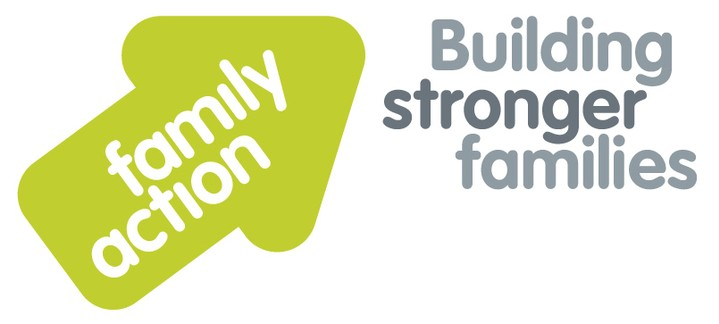 family
action
Building
stronger
families